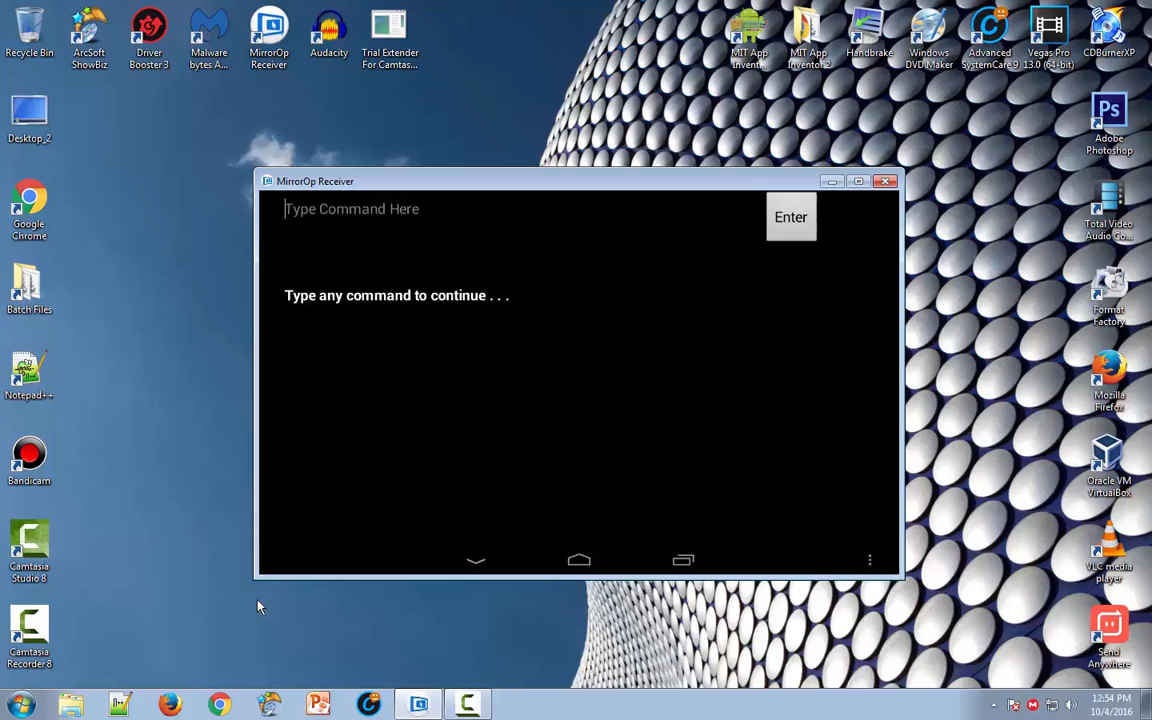 Recycle Bin
ArcSoft
ShowBiz
Driver
Booster 3
Malware
bytes A...
MirrorOp
Receiver
Audacity
Trial Extender
For Camtas...
MIT App
Invent...
MIT App
Inventor 2
Handbrake
Windows
DVD Maker
Advanced
SystemCare 9
Vegas Pro
13.0 (64-bit)
CDBurnerXP
Desktop_2
Ps
Adobe
Photoshop
Google
Chrome
Total Video
Audio Co...
Batch Files
Format
Factory
Notepad++
Mozilla
Firefox
Bandicam
Oracle VM
VirtualBox
Camtasia
Studio 8
VLC media
player
Camtasia
Recorder 8
Send
Anywhere
MirrorOp Receiver
Type Command Here
Enter
Type any command to continue . . .
12:54 PM
10/4/2016